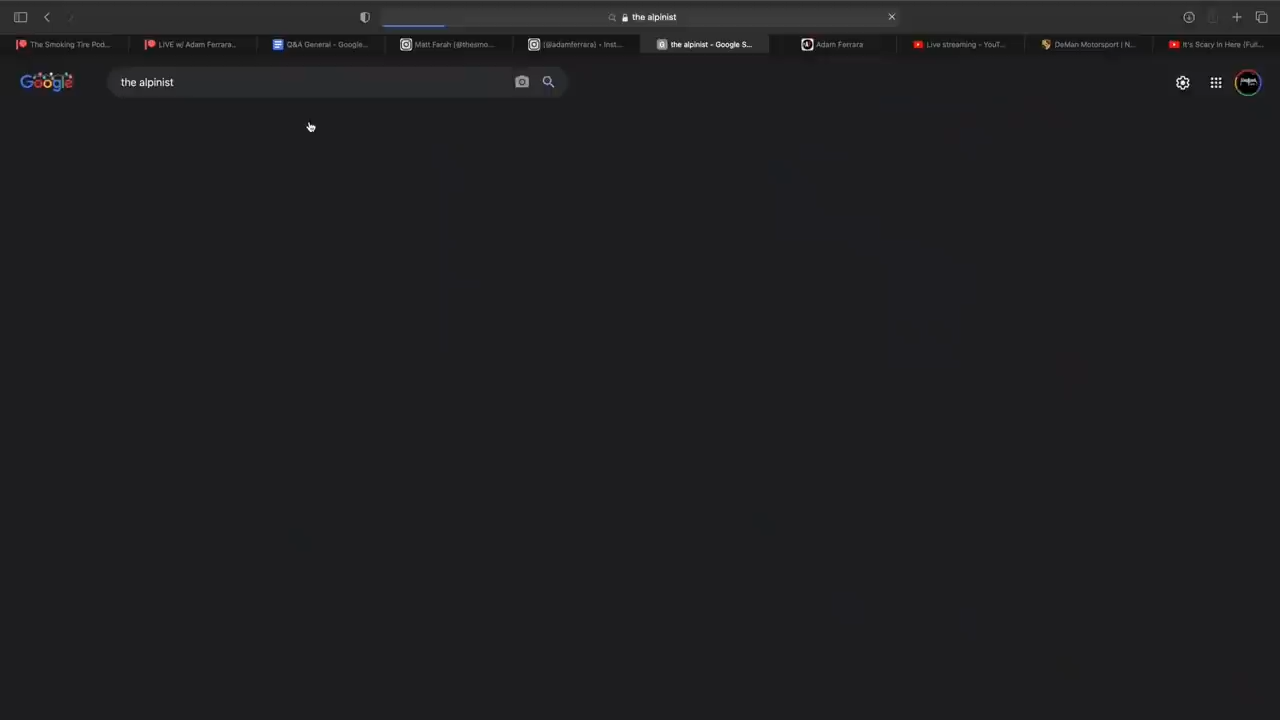 the alpinist
The Smoking Tire Pod...
LIVE w/ Adam Ferrara...
Q&A General - Google...
Matt Farah (@thesmo...
(@adamferrara) • Inst...
the alpinist - Google S...
Adam Ferrara
Live streaming - YouT...
DeMan Motorsport | N...
It's Scary In Here (Full...
Google
the alpinist